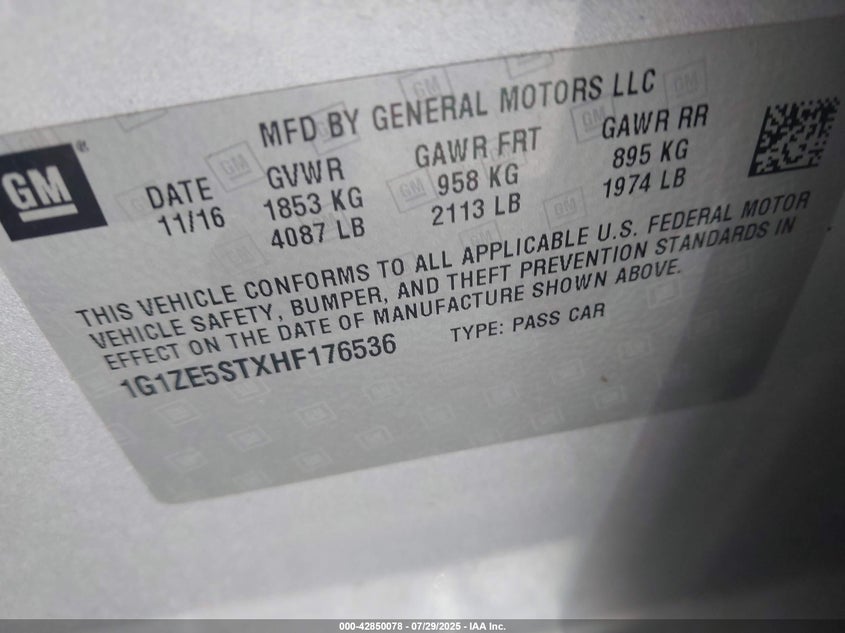 MFD BY GENERAL MOTORS LLC
GM
DATE GVWR GAWR FRT GAWR RR
11/16 1853 KG 958 KG 895 KG
4087 LB 2113 LB 1974 LB
THIS VEHICLE CONFORMS TO ALL APPLICABLE U.S. FEDERAL MOTOR
VEHICLE SAFETY, BUMPER, AND THEFT PREVENTION STANDARDS IN
EFFECT ON THE DATE OF MANUFACTURE SHOWN ABOVE.
1G1ZE5STXHF176536 TYPE: PASS CAR
000-42850078 - 07/29/2025 - IAA Inc.